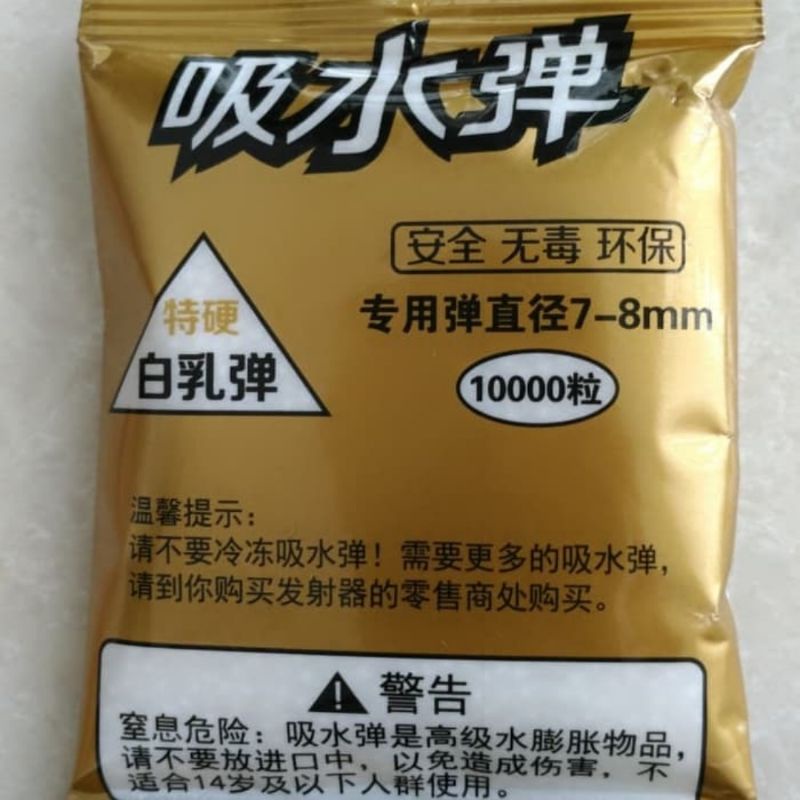 吸水弹
安全 无毒 环保
专用弹直径7-8mm
特硬
白乳弹
10000粒
温馨提示：
请不要冷冻吸水弹！需要更多的吸水弹，
请到你购买发射器的零售商处购买。
警告
窒息危险：吸水弹是高级水膨胀物品，
请不要放进口中，以免造成伤害，不
适合14岁及以下人群使用。